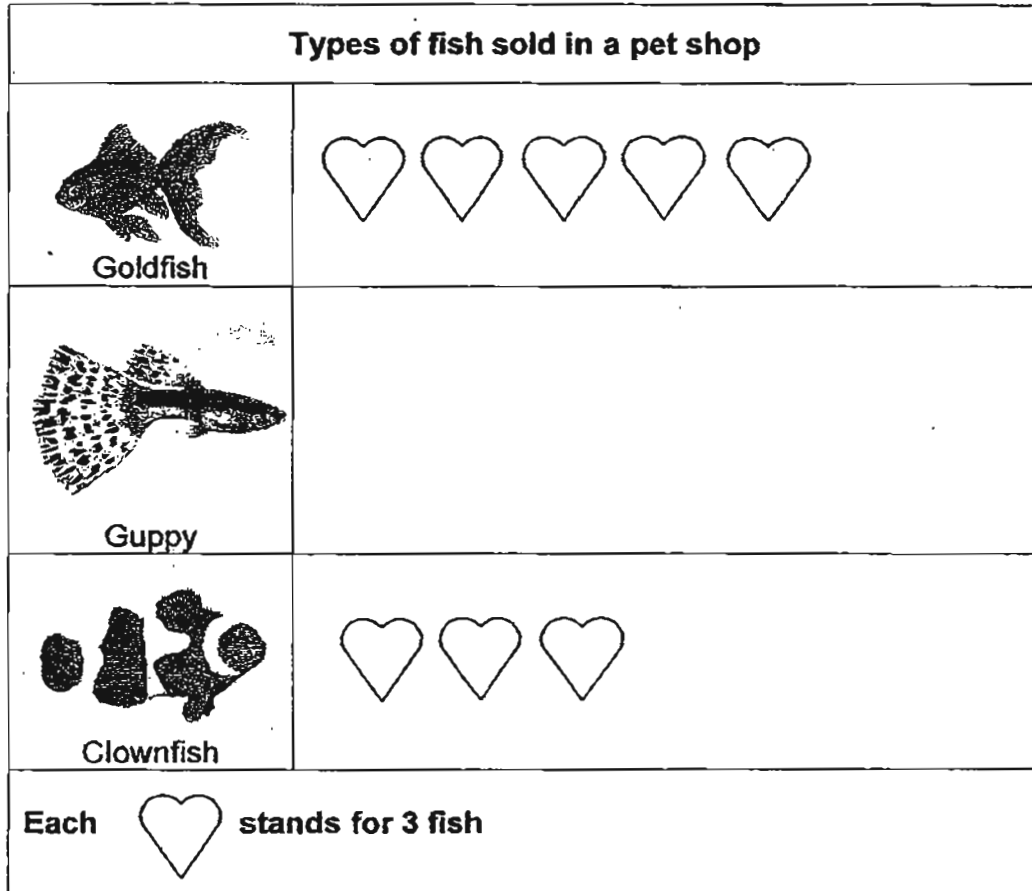 Types of fish sold in a pet shop
Goldfish
Guppy
Clownfish
Each stands for 3 fish